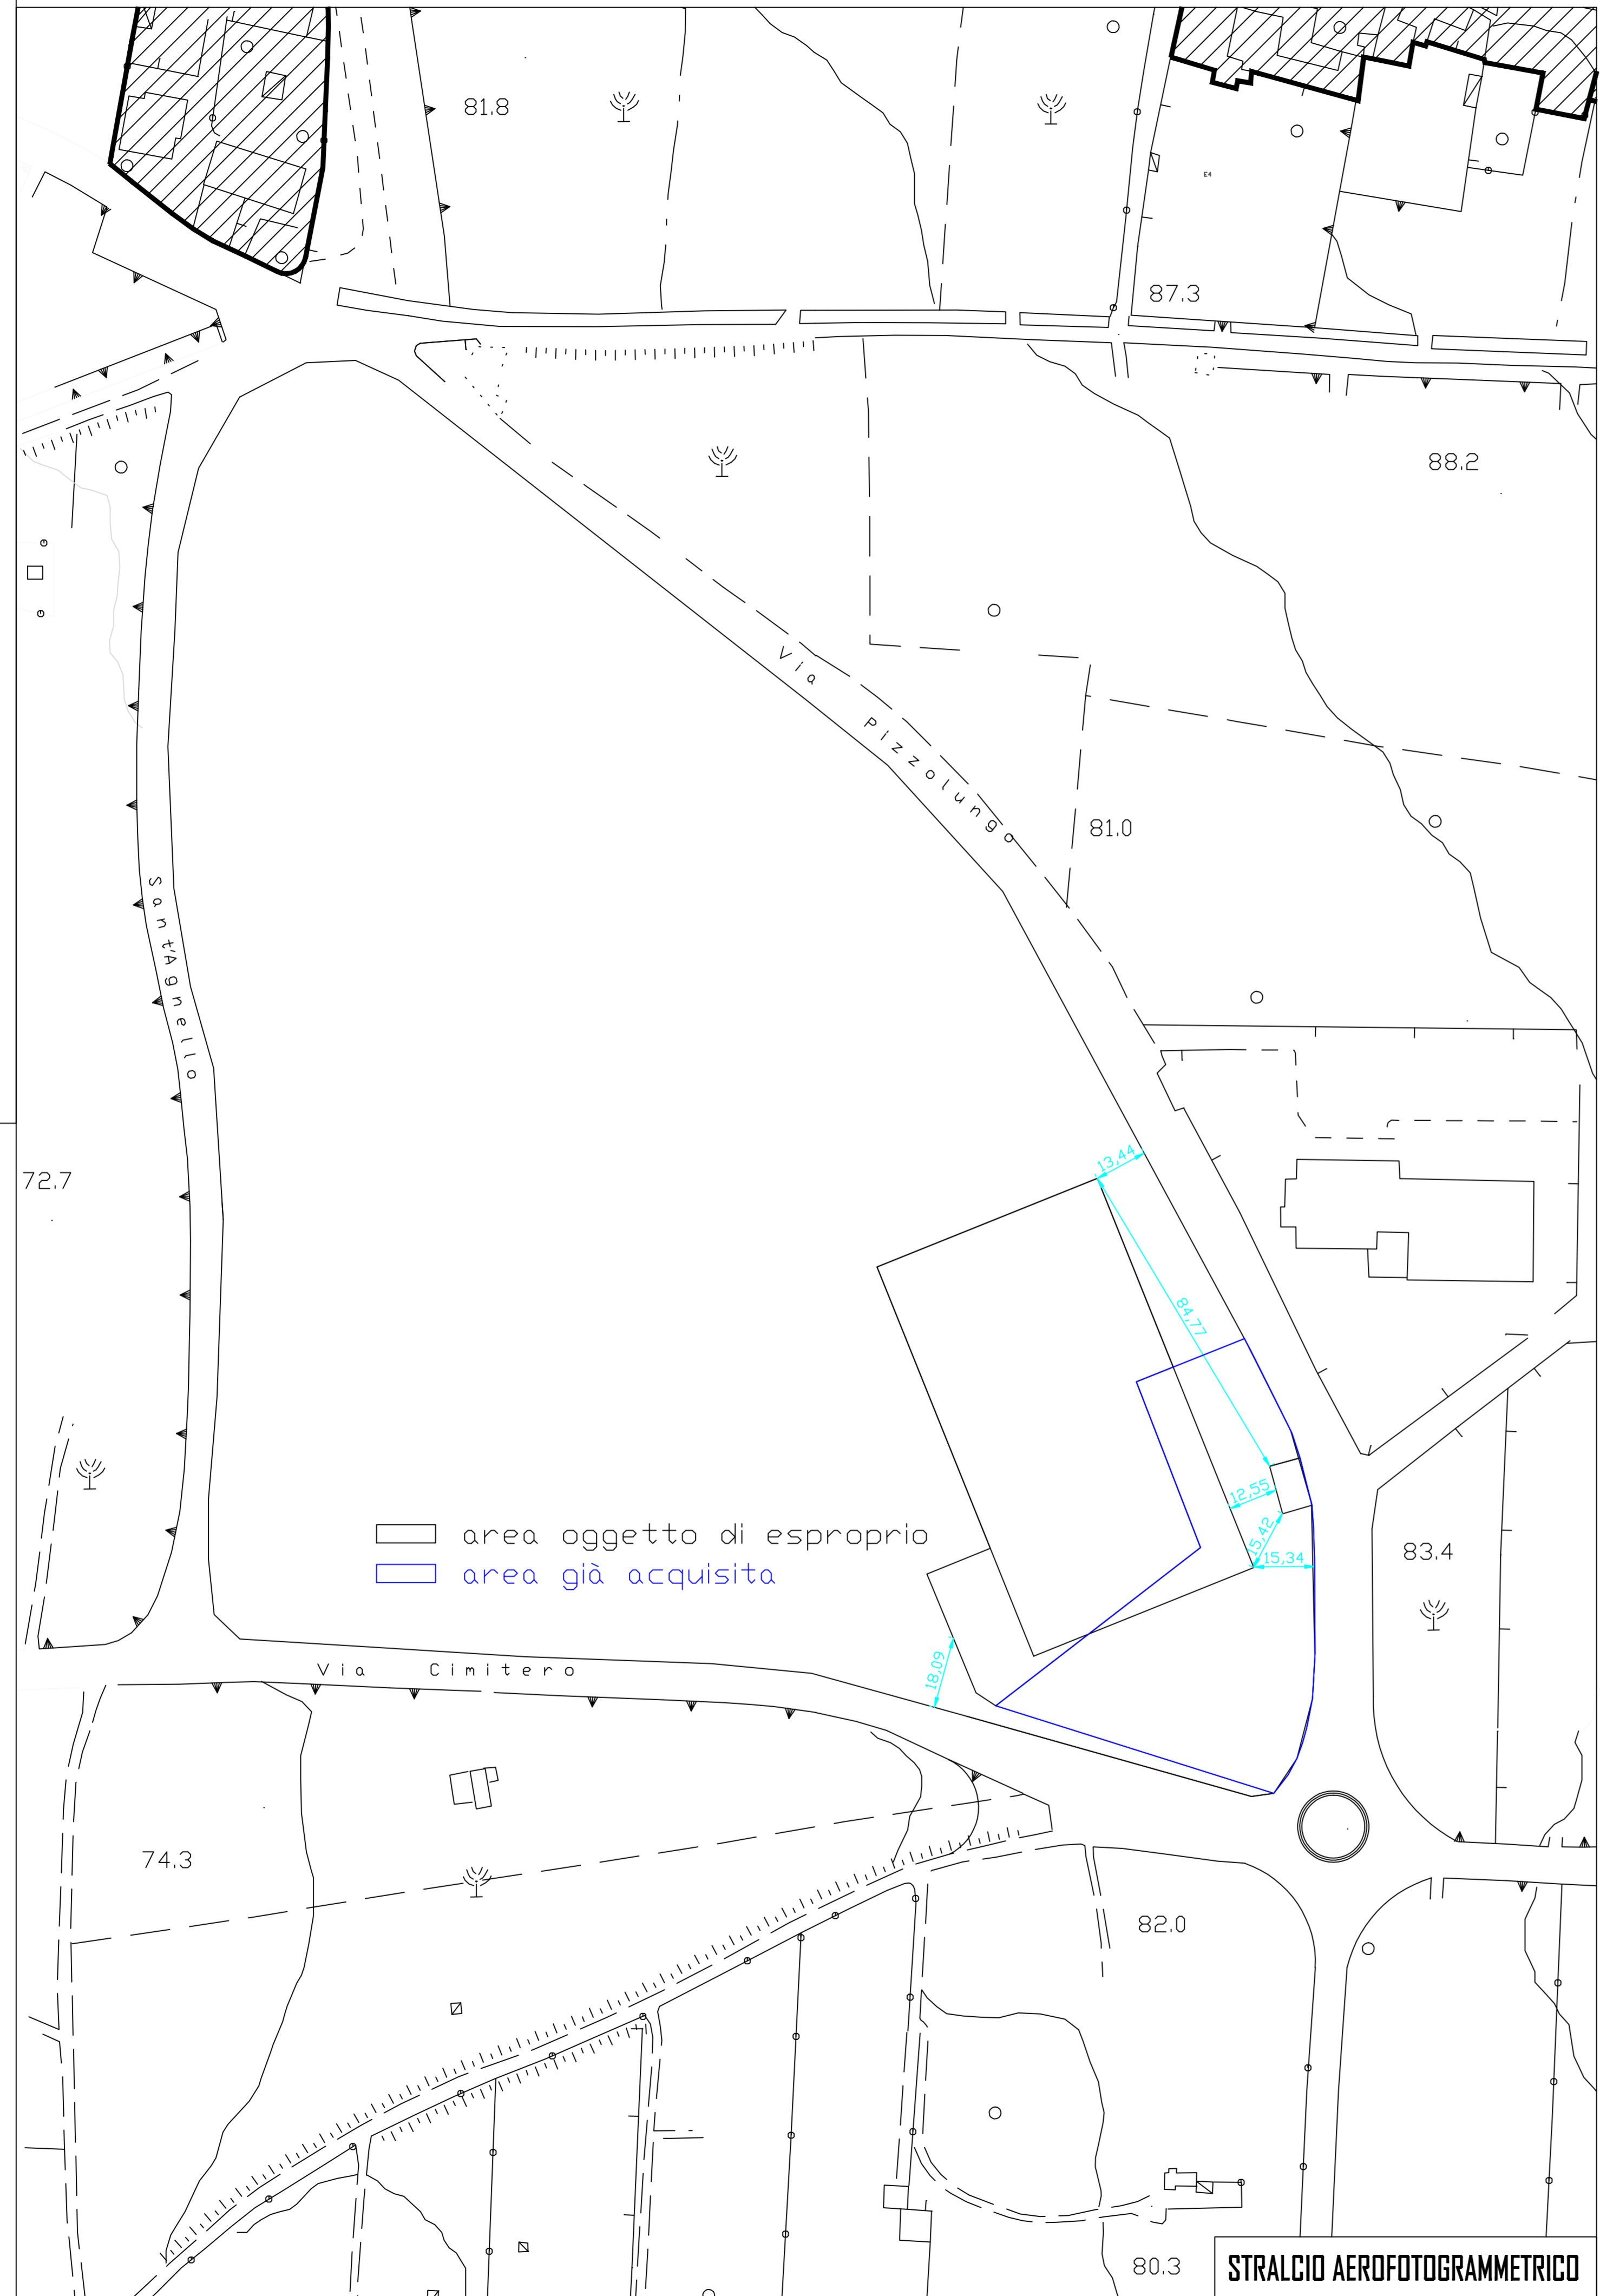 81.8
E4
87.3
88.2
Via Pizzolungo
81.0
Sant'Agnello
13,44
72.7
84,77
12,55
area oggetto di esproprio
15,42
83.4
15,34
area già acquisita
18,09
Via Cimitero
74.3
82.0
80.3
STRALCIO AEROFOTOGRAMMETRICO